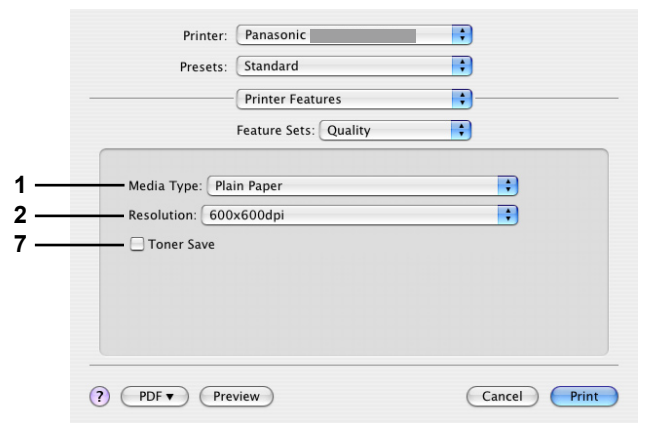 Printer: Panasonic
Presets: Standard
Printer Features
Feature Sets: Quality
1 Media Type: Plain Paper
2 Resolution: 600x600dpi
7 Toner Save
? PDF▼ Preview Cancel Print